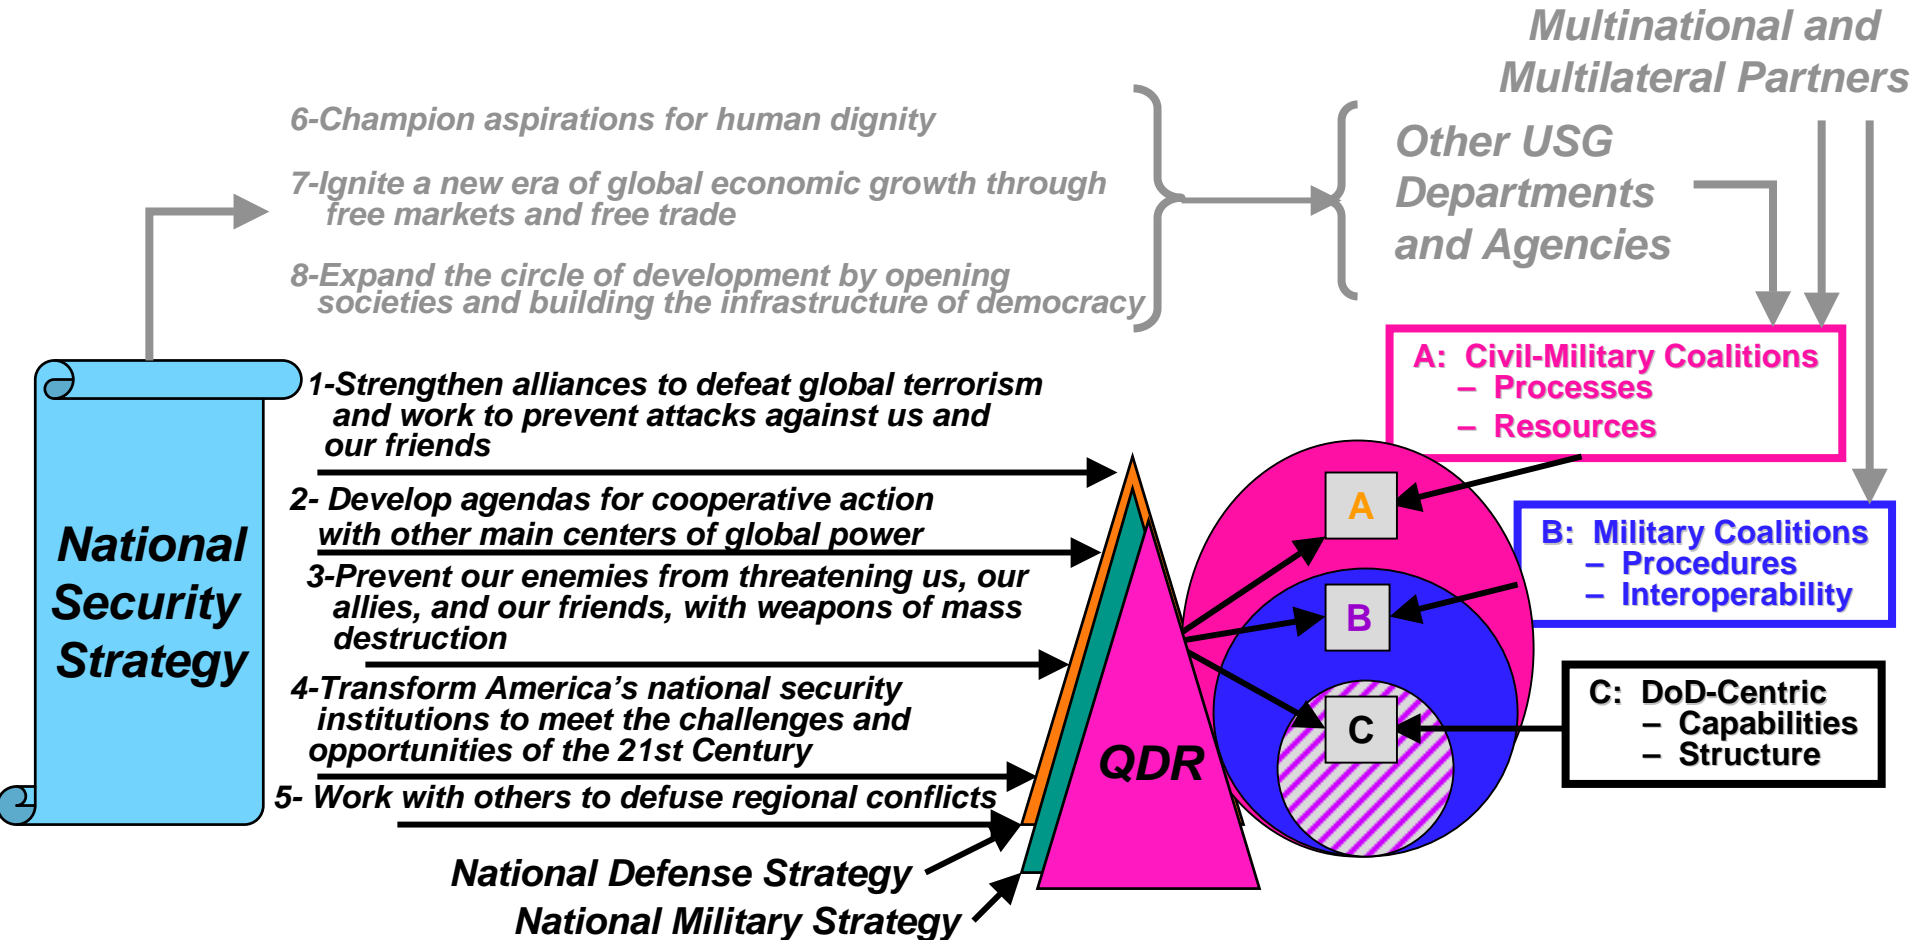 Multinational and
Multilateral Partners
6-Champion aspirations for human dignity
7-Ignite a new era of global economic growth through
free markets and free trade
8-Expand the circle of development by opening
societies and building the infrastructure of democracy
Other USG
Departments
and Agencies
National
Security
Strategy
1-Strengthen alliances to defeat global terrorism
and work to prevent attacks against us and
our friends
2- Develop agendas for cooperative action
with other main centers of global power
3-Prevent our enemies from threatening us, our
allies, and our friends, with weapons of mass
destruction
4-Transform America’s national security
institutions to meet the challenges and
opportunities of the 21st Century
5- Work with others to defuse regional conflicts
National Defense Strategy
National Military Strategy
QDR
A
B
C
A: Civil-Military Coalitions
– Processes
– Resources
B: Military Coalitions
– Procedures
– Interoperability
C: DoD-Centric
– Capabilities
– Structure